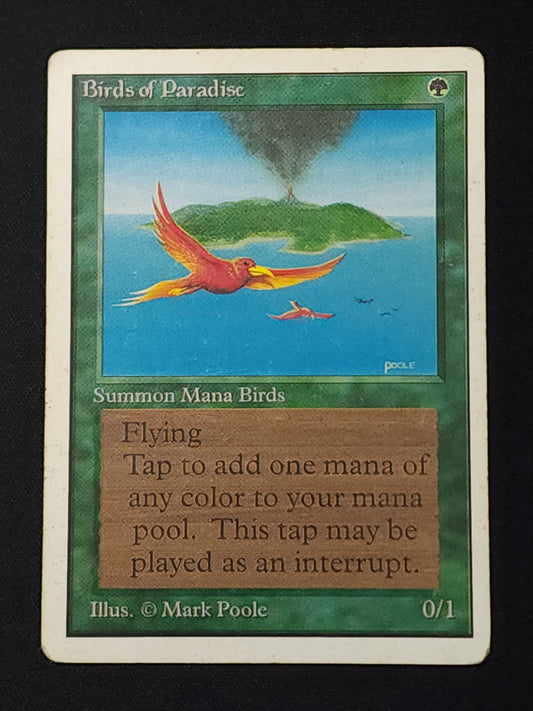 Birds of Paradise
POOLE
Summon Mana Birds
Flying
Tap to add one mana of
any color to your mana
pool. This tap may be
played as an interrupt.
Illus. © Mark Poole
0/1